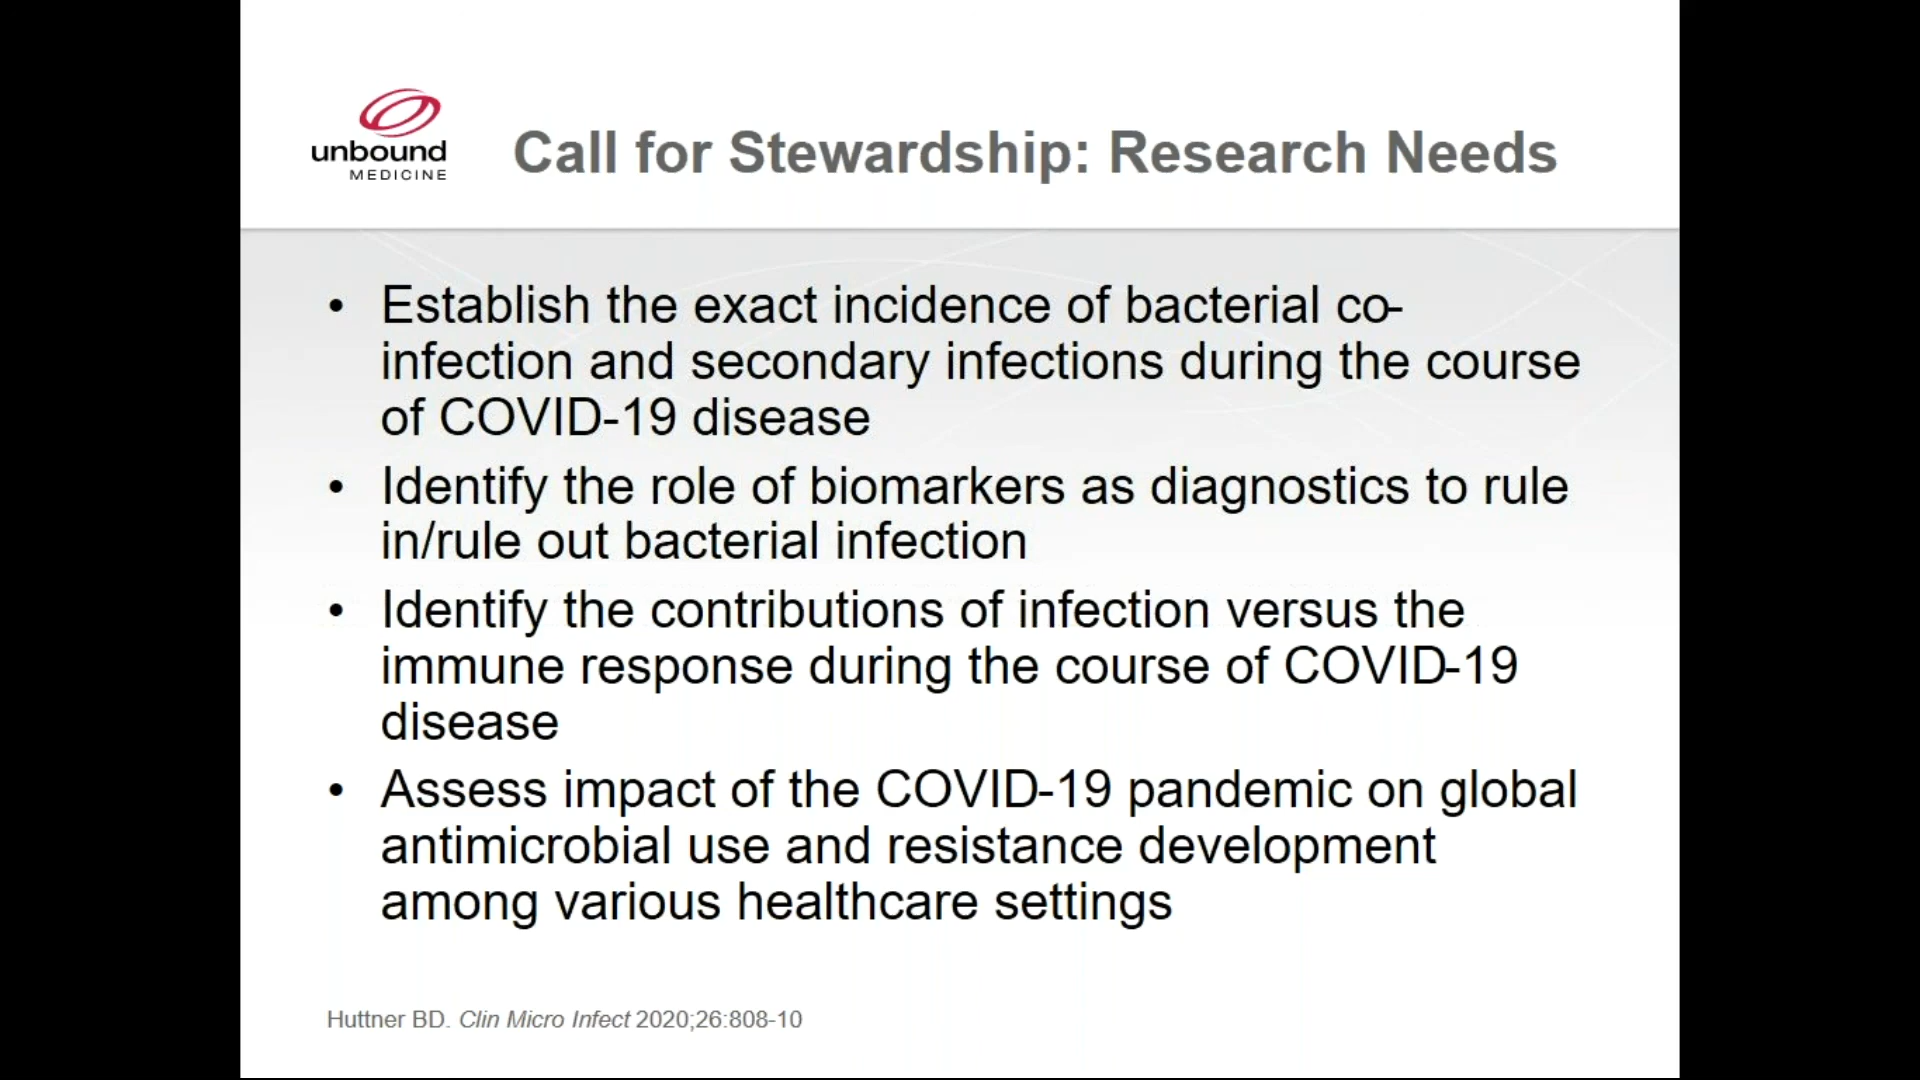 unbound
MEDICINE
Call for Stewardship: Research Needs
• Establish the exact incidence of bacterial co-
infection and secondary infections during the course
of COVID-19 disease
• Identify the role of biomarkers as diagnostics to rule
in/rule out bacterial infection
• Identify the contributions of infection versus the
immune response during the course of COVID-19
disease
• Assess impact of the COVID-19 pandemic on global
antimicrobial use and resistance development
among various healthcare settings
Huttner BD. Clin Micro Infect 2020;26:808-10